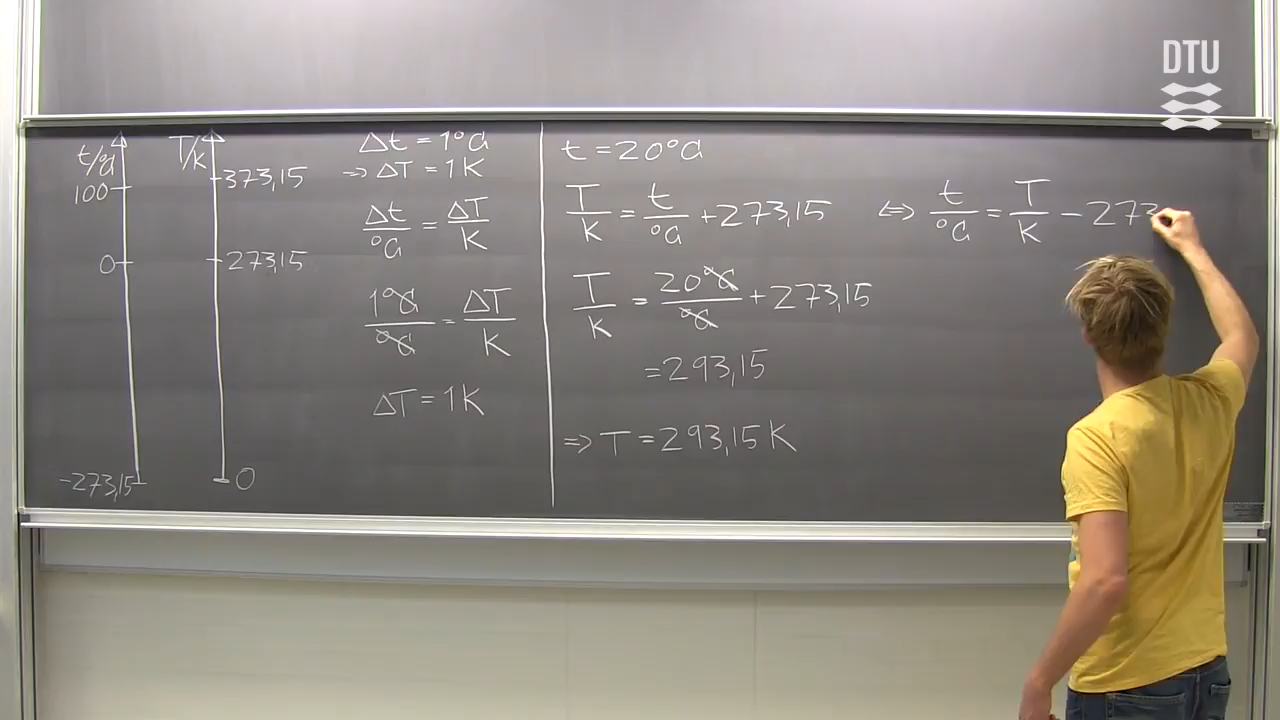 t/°C
100
0
-273,15
T/K
373,15
273,15
0
Δt = 1°C
⇒ ΔT = 1K
Δt/°C = ΔT/K
1°C/°C = ΔT/K
ΔT = 1K
t = 20°C
T/K = t/°C + 273,15 ⇔ t/°C = T/K - 273
T/K = 20°C/°C + 273,15
= 293,15
⇒ T = 293,15 K
DTU